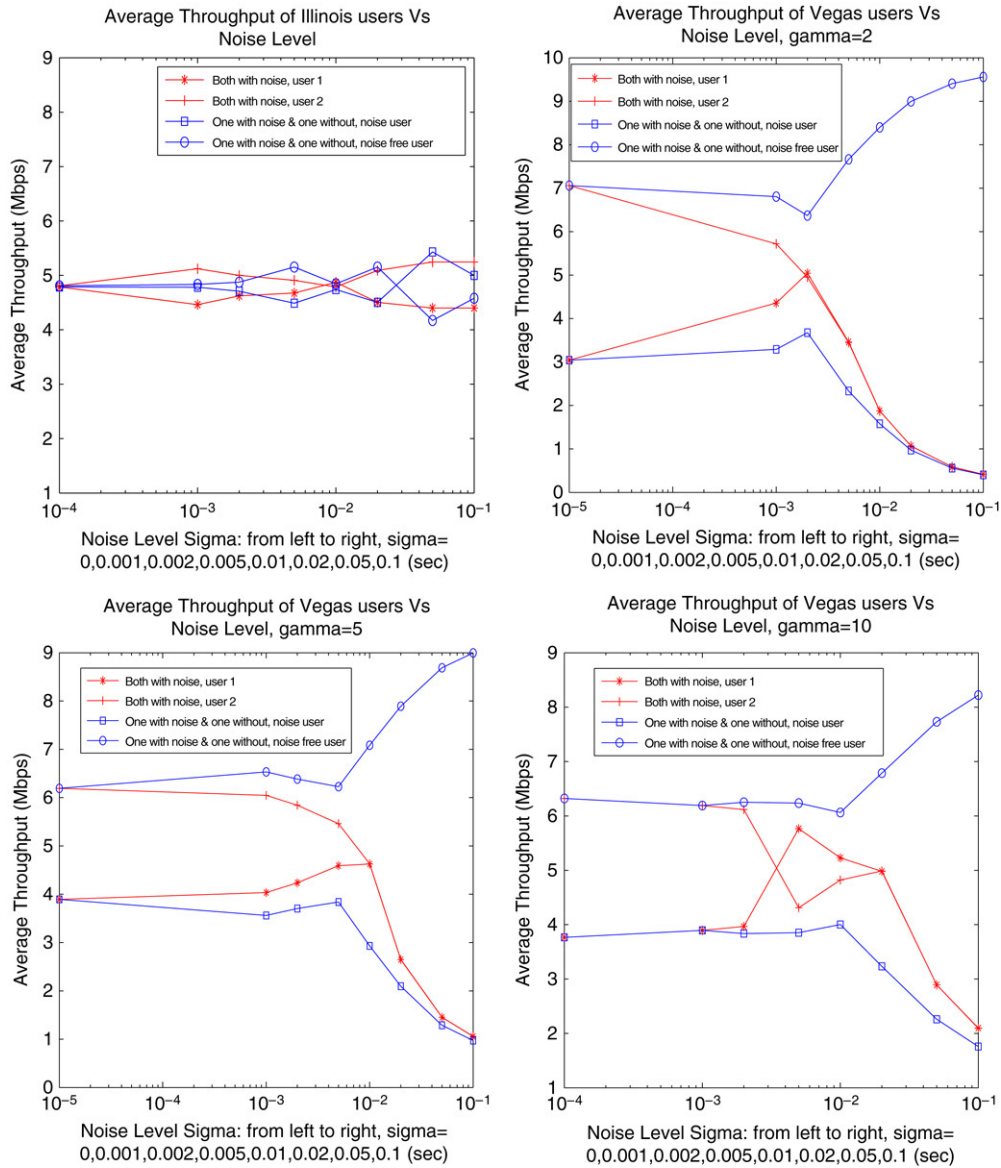 Average Throughput of Illinois users Vs
Noise Level
Both with noise, user 1
Both with noise, user 2
One with noise & one without, noise user
One with noise & one without, noise free user
Average Throughput (Mbps)
9
8
7
6
5
4
3
2
1
10⁻⁴
10⁻³
10⁻²
10⁻¹
Noise Level Sigma: from left to right, sigma=
0,0.001,0.002,0.005,0.01,0.02,0.05,0.1 (sec)
Average Throughput of Vegas users Vs
Noise Level, gamma=2
Both with noise, user 1
Both with noise, user 2
One with noise & one without, noise user
One with noise & one without, noise free user
Average Throughput (Mbps)
10
9
8
7
6
5
4
3
2
1
0
10⁻⁵
10⁻⁴
10⁻³
10⁻²
10⁻¹
Noise Level Sigma: from left to right, sigma=
0,0.001,0.002,0.005,0.01,0.02,0.05,0.1 (sec)
Average Throughput of Vegas users Vs
Noise Level, gamma=5
Both with noise, user 1
Both with noise, user 2
One with noise & one without, noise user
One with noise & one without, noise free user
Average Throughput (Mbps)
9
8
7
6
5
4
3
2
1
0
10⁻⁵
10⁻⁴
10⁻³
10⁻²
10⁻¹
Noise Level Sigma: from left to right, sigma=
0,0.001,0.002,0.005,0.01,0.02,0.05,0.1 (sec)
Average Throughput of Vegas users Vs
Noise Level, gamma=10
Both with noise, user 1
Both with noise, user 2
One with noise & one without, noise user
One with noise & one without, noise free user
Average Throughput (Mbps)
9
8
7
6
5
4
3
2
1
10⁻⁴
10⁻³
10⁻²
10⁻¹
Noise Level Sigma: from left to right, sigma=
0,0.001,0.002,0.005,0.01,0.02,0.05,0.1 (sec)